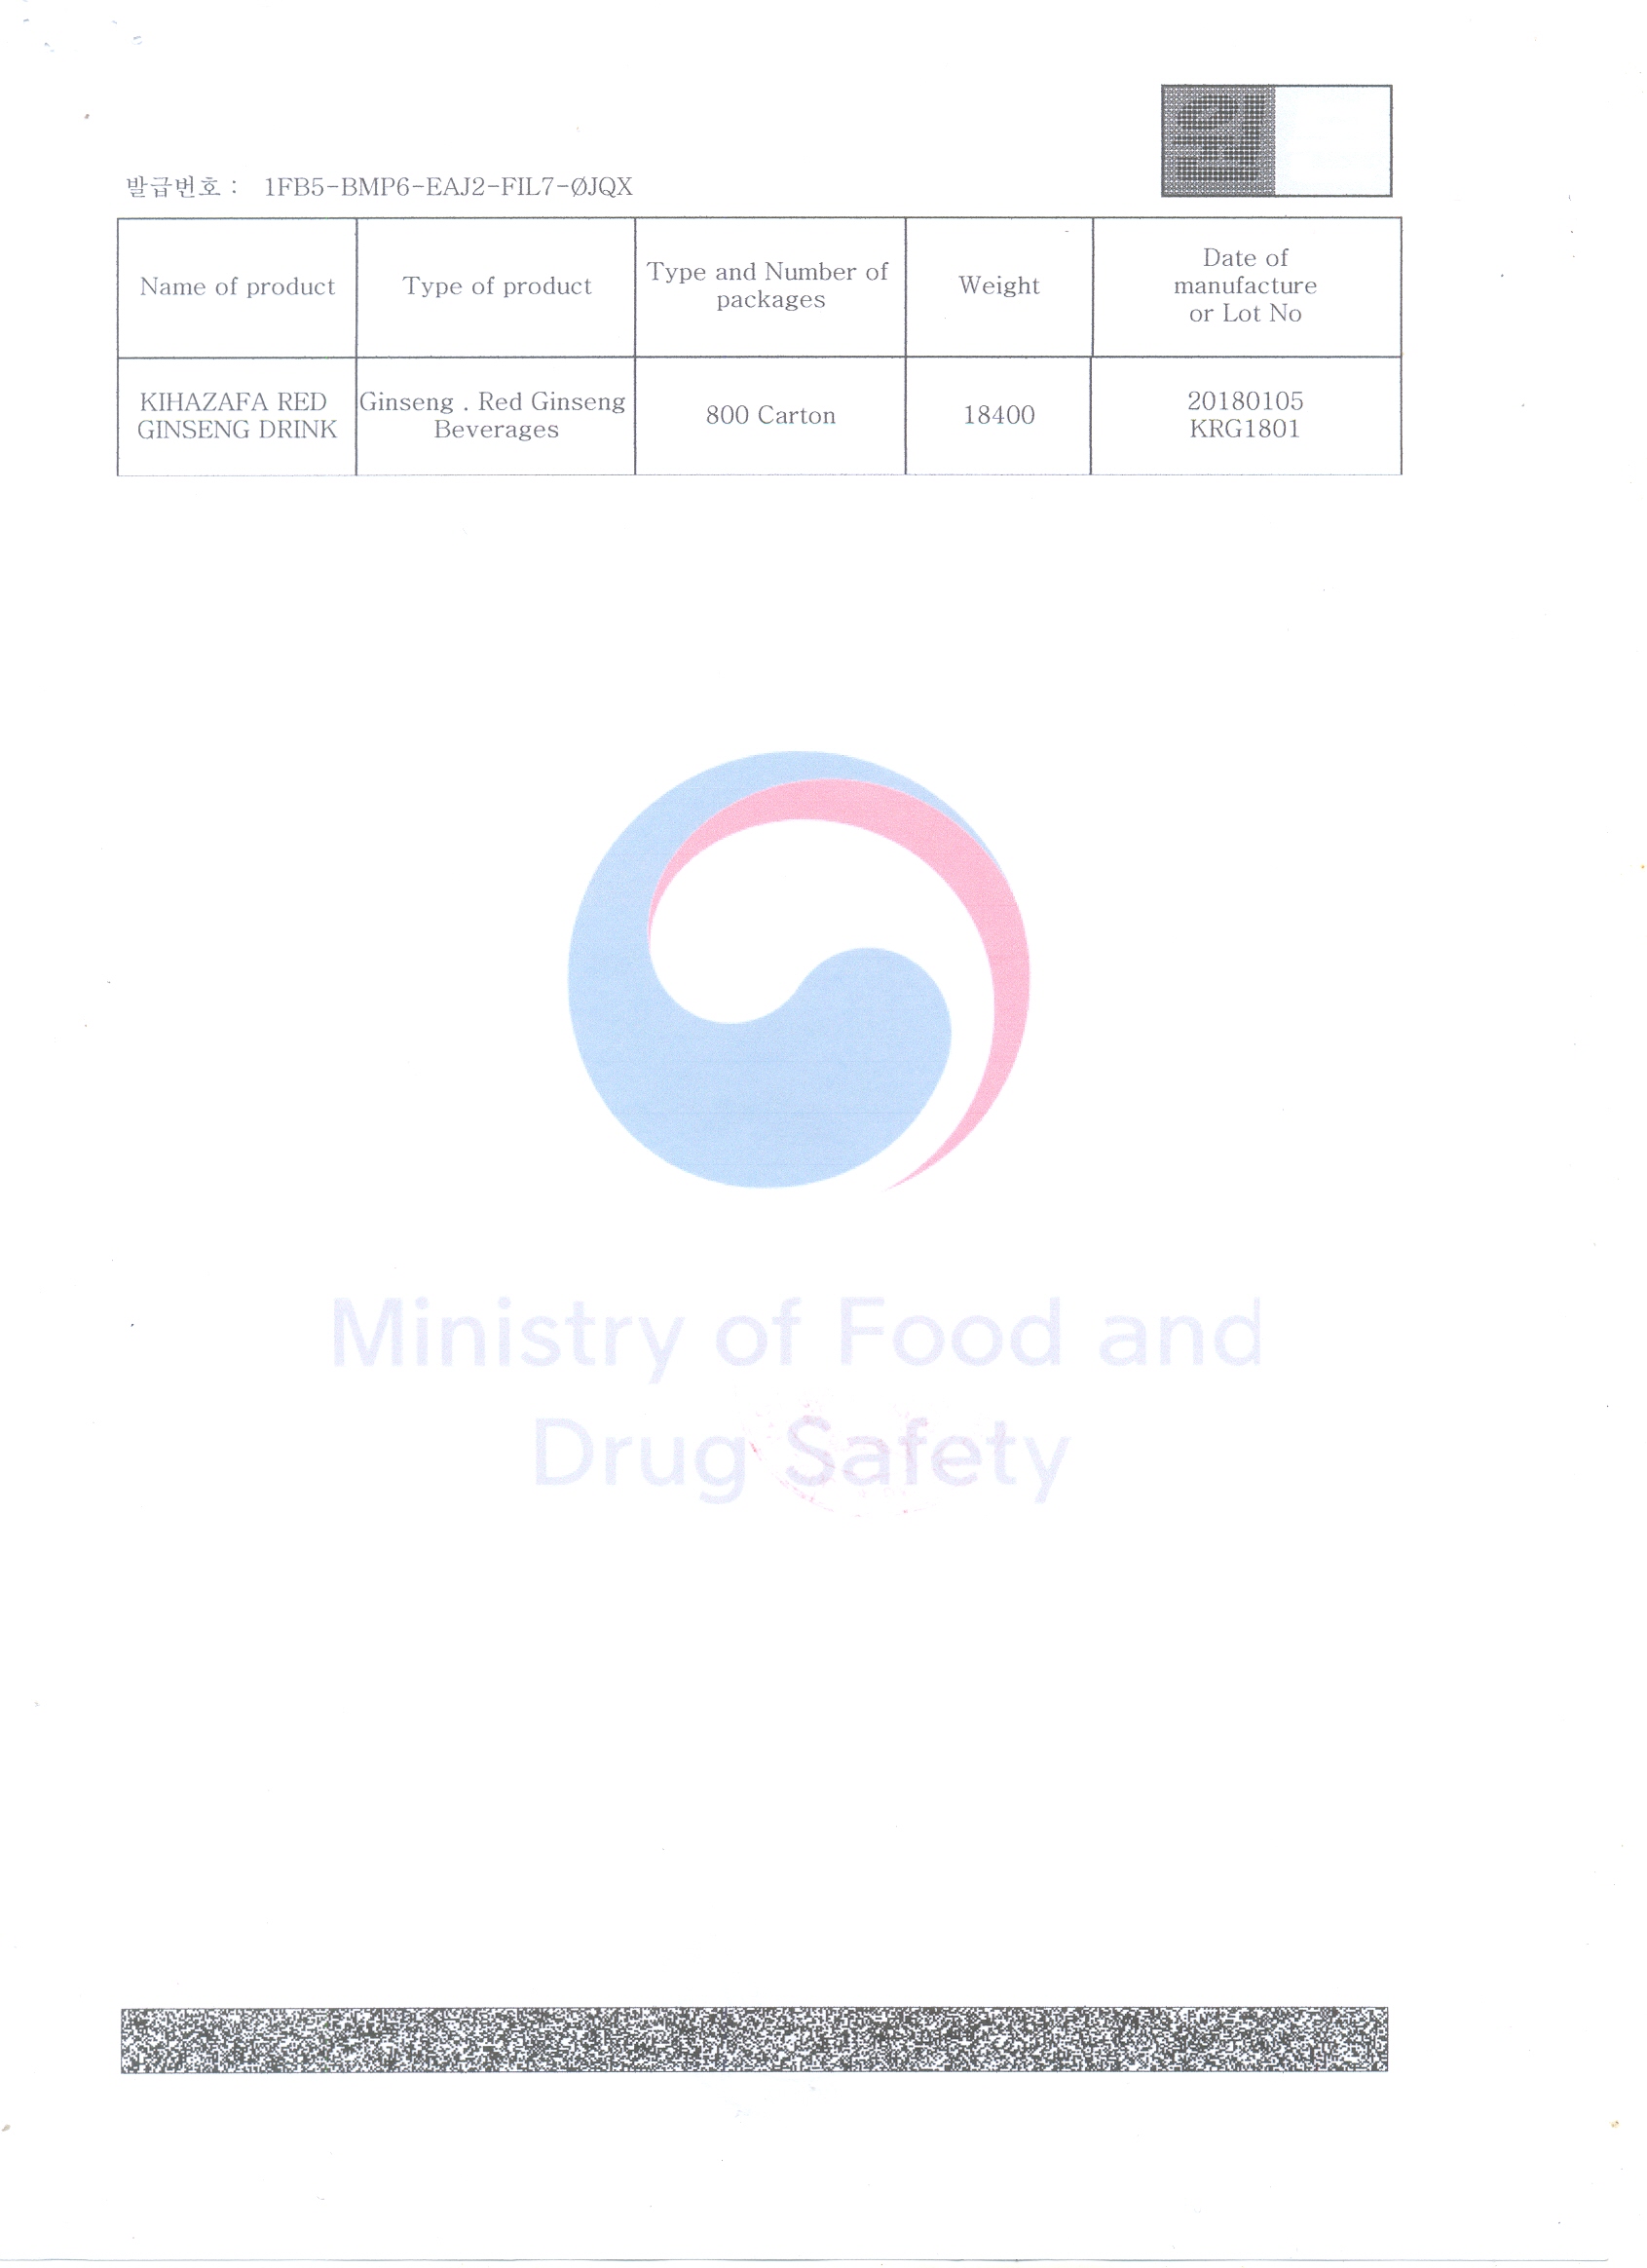 발급번호 : 1FB5-BMP6-EAJ2-FIL7-ØJQX
Name of product
Type of product
Type and Number of
packages
Weight
Date of
manufacture
or Lot No
KIHAZAFA RED
GINSENG DRINK
Ginseng . Red Ginseng
Beverages
800 Carton
18400
20180105
KRG1801
Ministry of Food and
Drug Safety